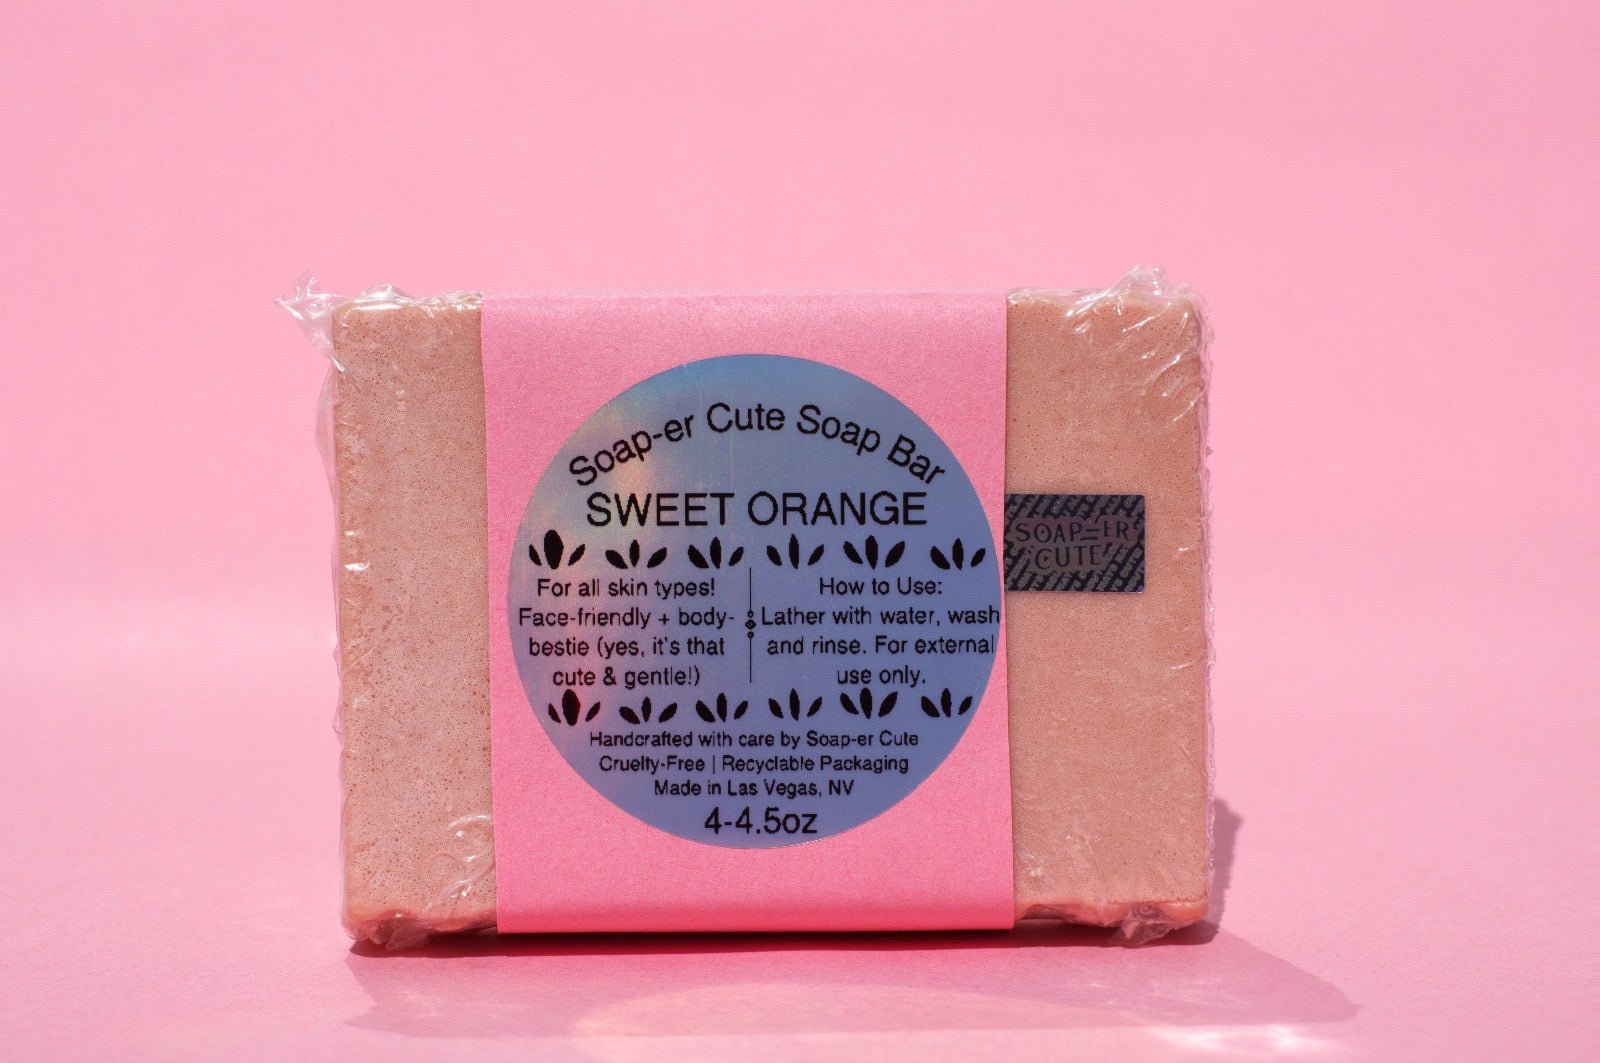 Soap-er Cute Soap Bar
SWEET ORANGE
For all skin types!
Face-friendly + body-
bestie (yes, it's that
cute & gentle!)
How to Use:
Lather with water, wash
and rinse. For external
use only.
Handcrafted with care by Soap-er Cute
Cruelty-Free | Recyclable Packaging
Made in Las Vegas, NV
4-4.5oz
SOAP-ER
CUTE